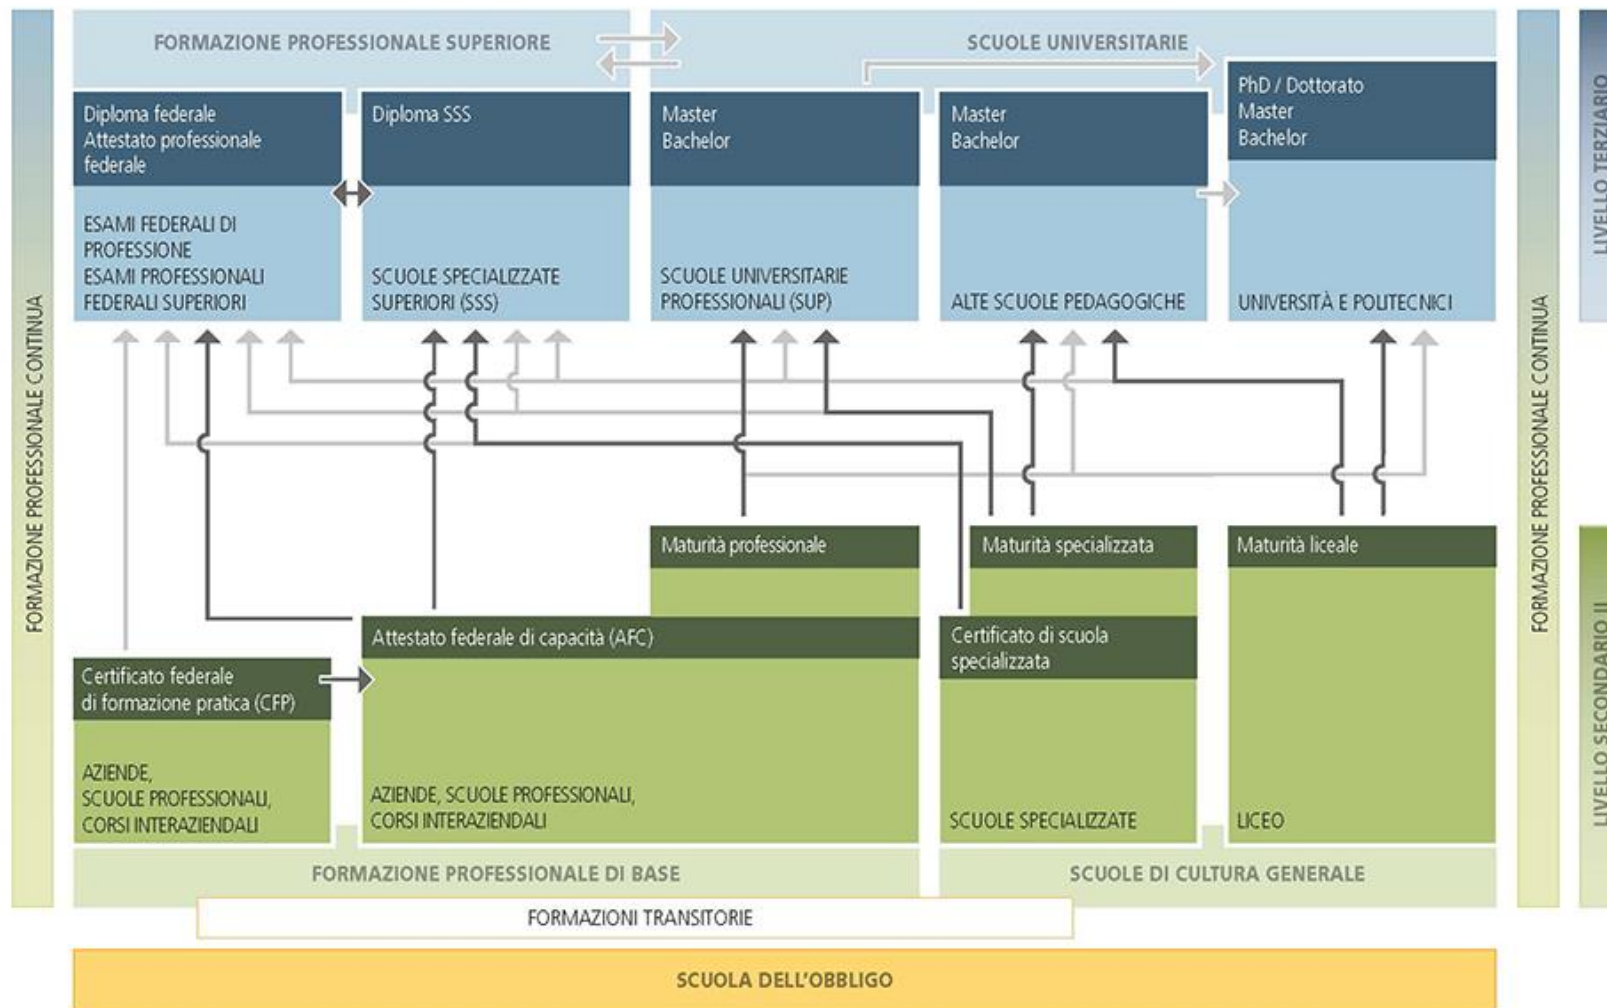 FORMAZIONE PROFESSIONALE SUPERIORE
SCUOLE UNIVERSITARIE
Diploma federale
Attestato professionale
federale
ESAMI FEDERALI DI
PROFESSIONE
ESAMI PROFESSIONALI
FEDERALI SUPERIORI
Diploma SSS
SCUOLE SPECIALIZZATE
SUPERIORI (SSS)
Master
Bachelor
SCUOLE UNIVERSITARIE
PROFESSIONALI (SUP)
Master
Bachelor
ALTE SCUOLE PEDAGOGICHE
PhD / Dottorato
Master
Bachelor
UNIVERSITÀ E POLITECNICI
LIVELLO TERZIARIO
FORMAZIONE PROFESSIONALE CONTINUA
FORMAZIONE PROFESSIONALE CONTINUA
Maturità professionale
Maturità specializzata
Maturità liceale
Attestato federale di capacità (AFC)
Certificato di scuola
specializzata
Certificato federale
di formazione pratica (CFP)
AZIENDE,
SCUOLE PROFESSIONALI,
CORSI INTERAZIENDALI
AZIENDE, SCUOLE PROFESSIONALI,
CORSI INTERAZIENDALI
SCUOLE SPECIALIZZATE
LICEO
LIVELLO SECONDARIO II
FORMAZIONE PROFESSIONALE DI BASE
SCUOLE DI CULTURA GENERALE
FORMAZIONI TRANSITORIE
SCUOLA DELL'OBBLIGO